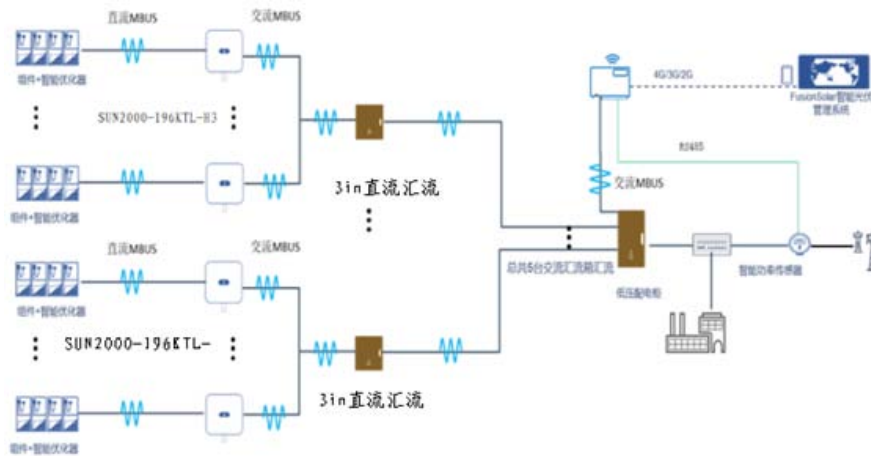 直流MBUS
交流MBUS
组件+智能优化器
SUN2000-196KTL-H3
4G/3G/2G
FusionSolar智能光伏
管理系统
RS485
交流MBUS
3in直流汇流
组件+智能优化器
直流MBUS
交流MBUS
总共5台交流汇流箱汇流
智能功率传感器
低压配电柜
组件+智能优化器
SUN2000-196KTL-
3in直流汇流
组件+智能优化器